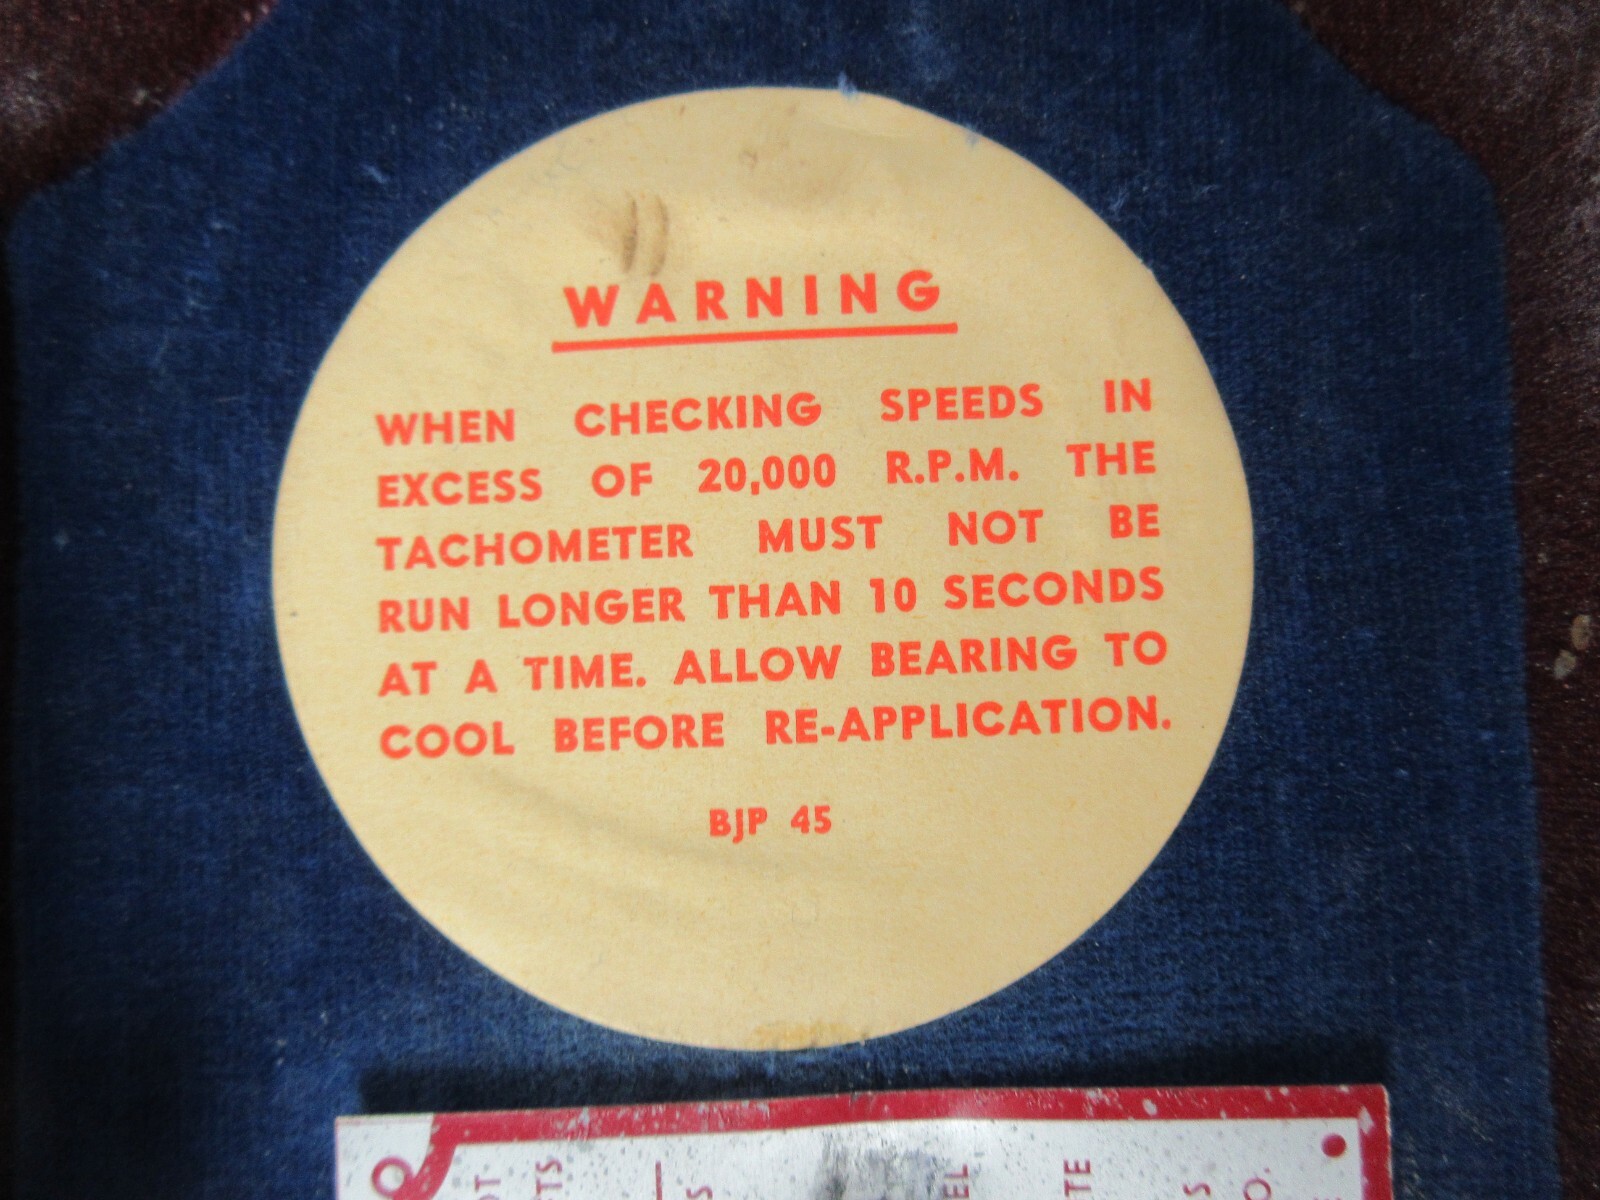 WARNING
WHEN CHECKING SPEEDS IN
EXCESS OF 20,000 R.P.M. THE
TACHOMETER MUST NOT BE
RUN LONGER THAN 10 SECONDS
AT A TIME. ALLOW BEARING TO
COOL BEFORE RE-APPLICATION.
BJP 45